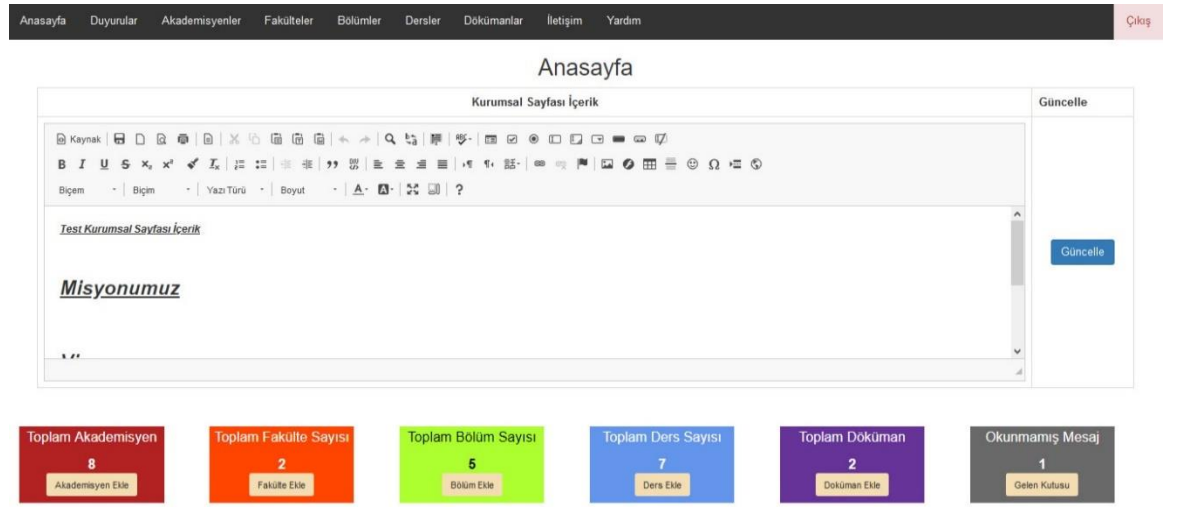 Anasayfa Duyurular Akademisyenler Fakülteler Bölümler Dersler Dökümanlar İletişim Yardım Çıkış
Anasayfa
Kurumsal Sayfası İçerik Güncelle
Kaynak
Biçem Biçim Yazı Türü Boyut A A ?
Test Kurumsal Sayfası İçerik
Güncelle
Misyonumuz
Toplam Akademisyen Toplam Fakülte Sayısı Toplam Bölüm Sayısı Toplam Ders Sayısı Toplam Döküman Okunmamış Mesaj
8 2 5 7 2 1
Akademisyen Ekle Fakülte Ekle Bölüm Ekle Ders Ekle Doküman Ekle Gelen Kutusu